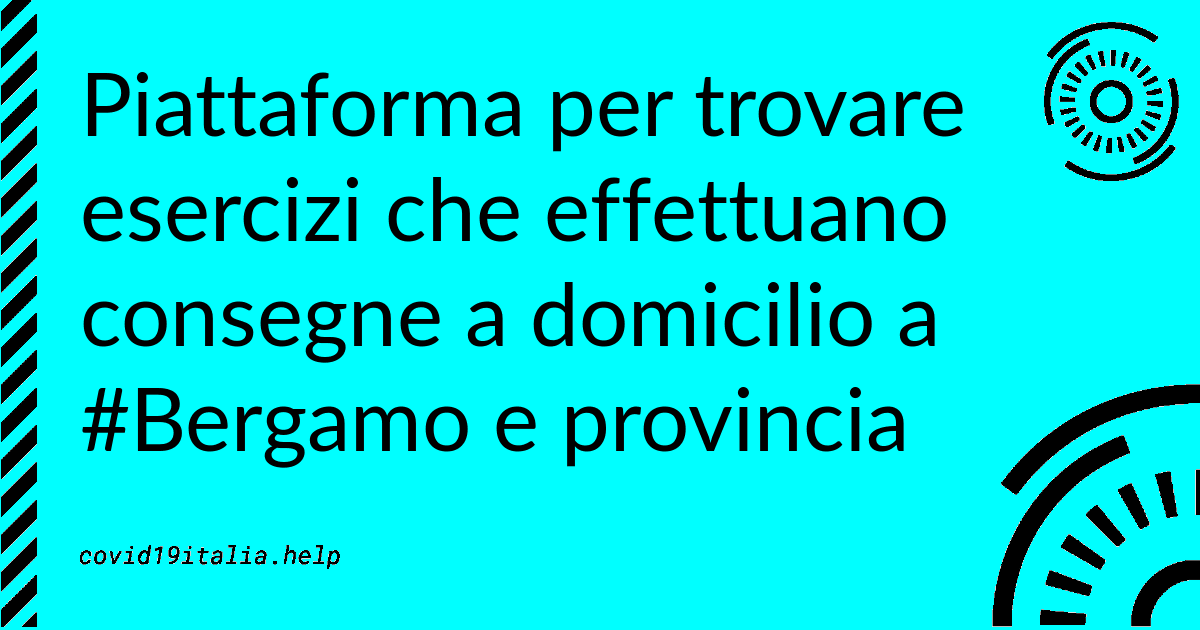 Piattaforma per trovare
esercizi che effettuano
consegne a domicilio a
#Bergamo e provincia
covid19italia.help